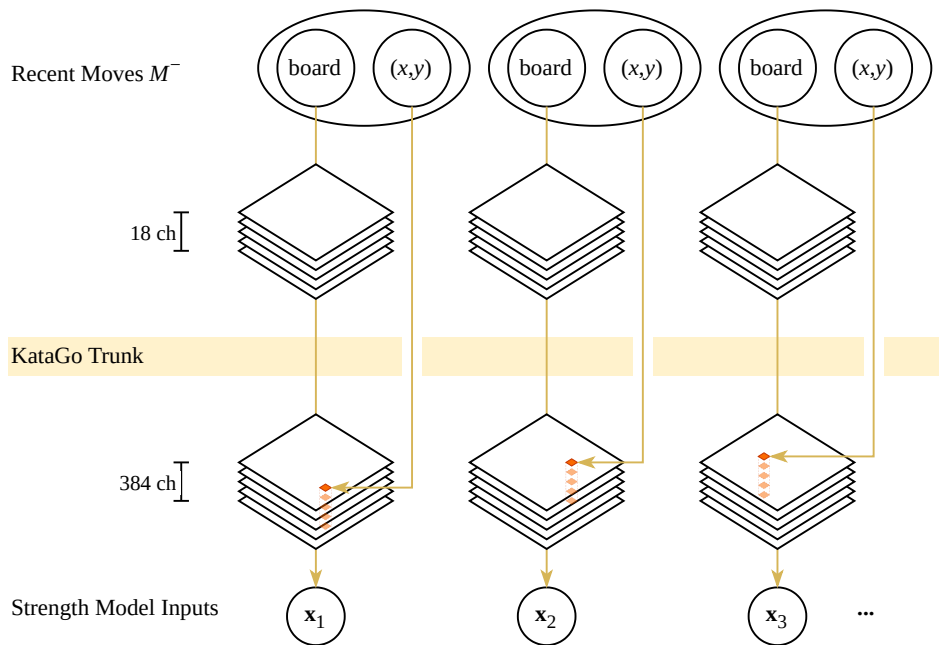 Recent Moves M⁻
board (x,y) board (x,y) board (x,y)
18 ch
KataGo Trunk
384 ch
Strength Model Inputs
x₁ x₂ x₃ ...